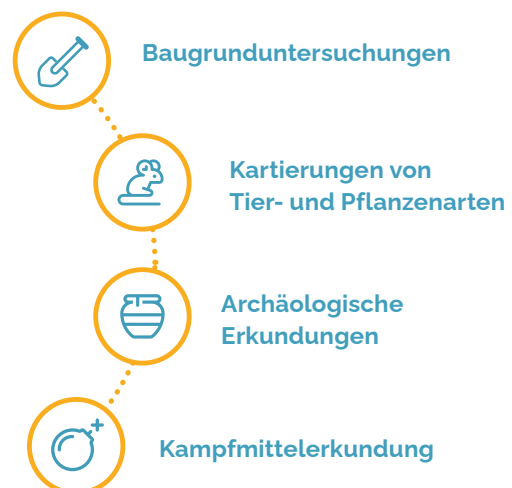 Baugrunduntersuchungen
Kartierungen von
Tier- und Pflanzenarten
Archäologische
Erkundungen
Kampfmittelerkundung